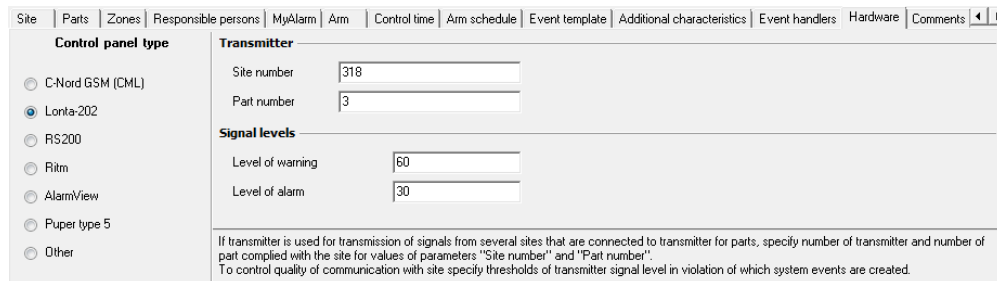 Site Parts Zones Responsible persons MyAlarm Arm Control time Arm schedule Event template Additional characteristics Event handlers Hardware Comments
Control panel type
C-Nord GSM (CML)
Lonta-202
RS200
Ritm
AlarmView
Puper type 5
Other
Transmitter
Site number 318
Part number 3
Signal levels
Level of warning 60
Level of alarm 30
If transmitter is used for transmission of signals from several sites that are connected to transmitter for parts, specify number of transmitter and number of
part complied with the site for values of parameters "Site number" and "Part number".
To control quality of communication with site specify thresholds of transmitter signal level in violation of which system events are created.